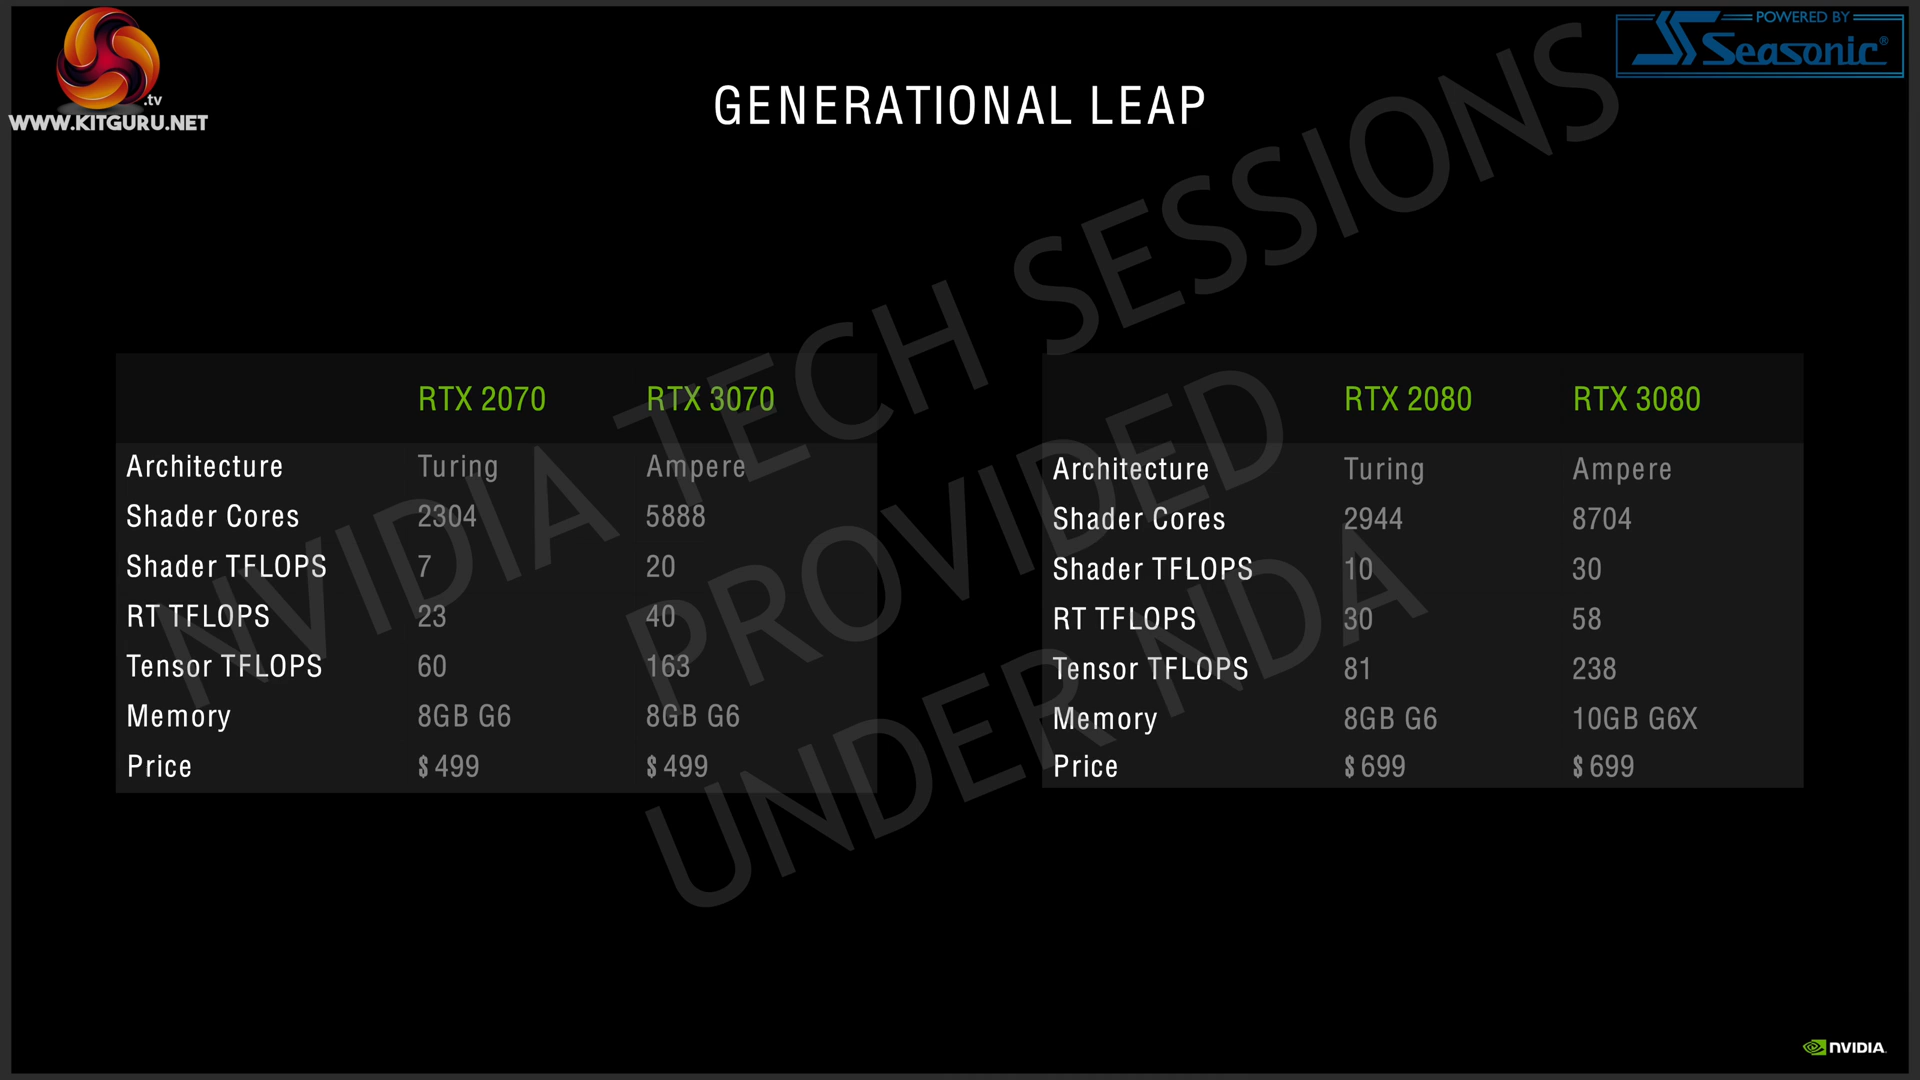 .tv
WWW.KITGURU.NET
POWERED BY
Seasonic®
GENERATIONAL LEAP
NVIDIA TECH SESSIONS
PROVIDED
UNDER NDA
RTX 2070 RTX 3070
Architecture Turing Ampere
Shader Cores 2304 5888
Shader TFLOPS 7 20
RT TFLOPS 23 40
Tensor TFLOPS 60 163
Memory 8GB G6 8GB G6
Price $499 $499
RTX 2080 RTX 3080
Architecture Turing Ampere
Shader Cores 2944 8704
Shader TFLOPS 10 30
RT TFLOPS 30 58
Tensor TFLOPS 81 238
Memory 8GB G6 10GB G6X
Price $699 $699
NVIDIA.